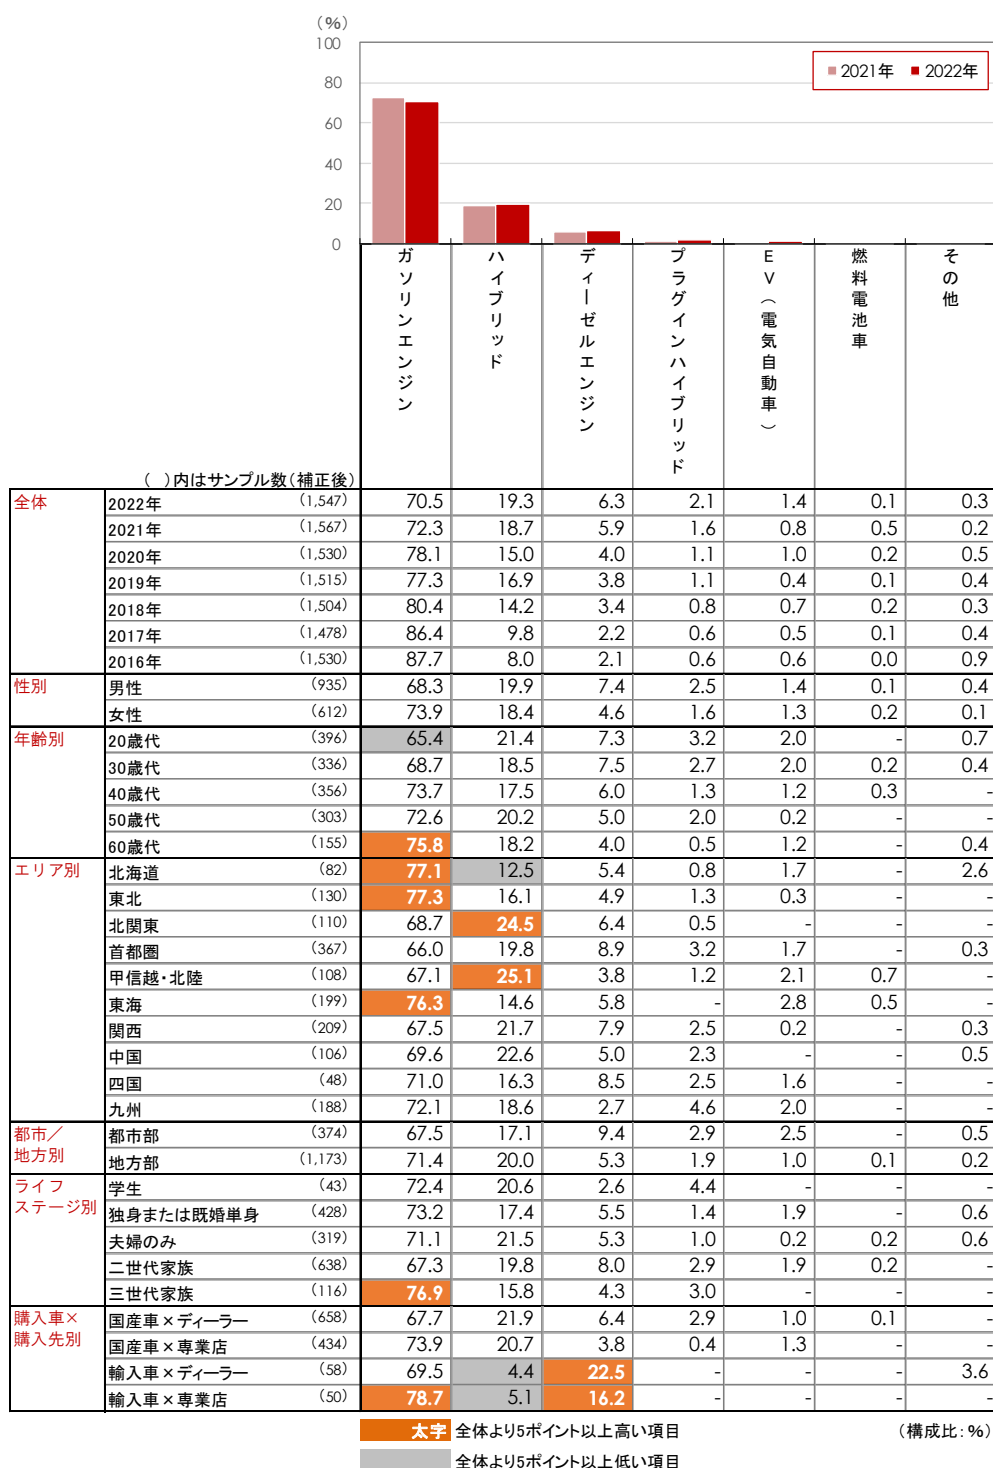 (%)
100
80
60
40
20
0
2021年 2022年
ガソリンエンジン
ハイブリッド
ディーゼルエンジン
プラグインハイブリッド
EV(電気自動車)
燃料電池車
その他
( )内はサンプル数(補正後)
全体 2022年 (1,547) 70.5 19.3 6.3 2.1 1.4 0.1 0.3
2021年 (1,567) 72.3 18.7 5.9 1.6 0.8 0.5 0.2
2020年 (1,530) 78.1 15.0 4.0 1.1 1.0 0.2 0.5
2019年 (1,515) 77.3 16.9 3.8 1.1 0.4 0.1 0.4
2018年 (1,504) 80.4 14.2 3.4 0.8 0.7 0.2 0.3
2017年 (1,478) 86.4 9.8 2.2 0.6 0.5 0.1 0.4
2016年 (1,530) 87.7 8.0 2.1 0.6 0.6 0.0 0.9
性別 男性 (935) 68.3 19.9 7.4 2.5 1.4 0.1 0.4
女性 (612) 73.9 18.4 4.6 1.6 1.3 0.2 0.1
年齢別 20歳代 (396) 65.4 21.4 7.3 3.2 2.0 - 0.7
30歳代 (336) 68.7 18.5 7.5 2.7 2.0 0.2 0.4
40歳代 (356) 73.7 17.5 6.0 1.3 1.2 0.3 -
50歳代 (303) 72.6 20.2 5.0 2.0 0.2 - -
60歳代 (155) 75.8 18.2 4.0 0.5 1.2 - 0.4
エリア別 北海道 (82) 77.1 12.5 5.4 0.8 1.7 - 2.6
東北 (130) 77.3 16.1 4.9 1.3 0.3 - -
北関東 (110) 68.7 24.5 6.4 0.5 - - -
首都圏 (367) 66.0 19.8 8.9 3.2 1.7 - 0.3
甲信越・北陸 (108) 67.1 25.1 3.8 1.2 2.1 0.7 -
東海 (199) 76.3 14.6 5.8 - 2.8 0.5 -
関西 (209) 67.5 21.7 7.9 2.5 0.2 - 0.3
中国 (106) 69.6 22.6 5.0 2.3 - - 0.5
四国 (48) 71.0 16.3 8.5 2.5 1.6 - -
九州 (188) 72.1 18.6 2.7 4.6 2.0 - -
都市/ 都市部 (374) 67.5 17.1 9.4 2.9 2.5 - 0.5
地方別 地方部 (1,173) 71.4 20.0 5.3 1.9 1.0 0.1 0.2
ライフ 学生 (43) 72.4 20.6 2.6 4.4 - - -
ステージ別 独身または既婚単身 (428) 73.2 17.4 5.5 1.4 1.9 - 0.6
夫婦のみ (319) 71.1 21.5 5.3 1.0 0.2 0.2 0.6
二世代家族 (638) 67.3 19.8 8.0 2.9 1.9 0.2 -
三世代家族 (116) 76.9 15.8 4.3 3.0 - - -
購入車× 国産車×ディーラー (658) 67.7 21.9 6.4 2.9 1.0 0.1 -
購入先別 国産車×専業店 (434) 73.9 20.7 3.8 0.4 1.3 - -
輸入車×ディーラー (58) 69.5 4.4 22.5 - - - 3.6
輸入車×専業店 (50) 78.7 5.1 16.2 - - - -
太字 全体より5ポイント以上高い項目 (構成比:%)
全体より5ポイント以上低い項目